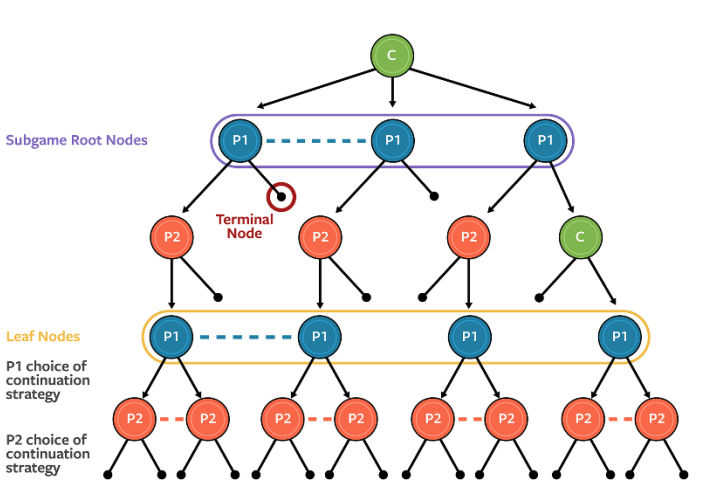 C
Subgame Root Nodes
P1 P1 P1
Terminal
Node
P2 P2 P2 C
Leaf Nodes
P1 P1 P1 P1
P1 choice of
continuation
strategy
P2 P2 P2 P2 P2 P2 P2 P2
P2 choice of
continuation
strategy